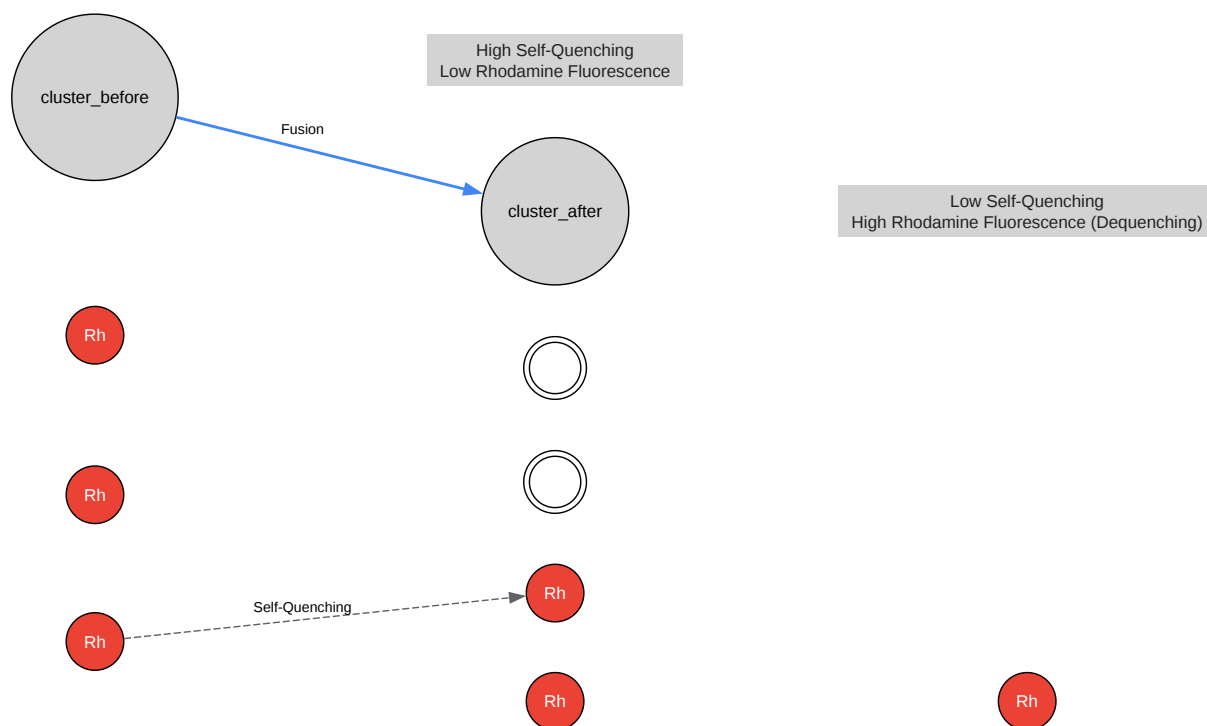 High Self-Quenching
Low Rhodamine Fluorescence
cluster_before
Fusion
Low Self-Quenching
High Rhodamine Fluorescence (Dequenching)
cluster_after
Rh
Rh
Rh
Self-Quenching
Rh
Rh
Rh